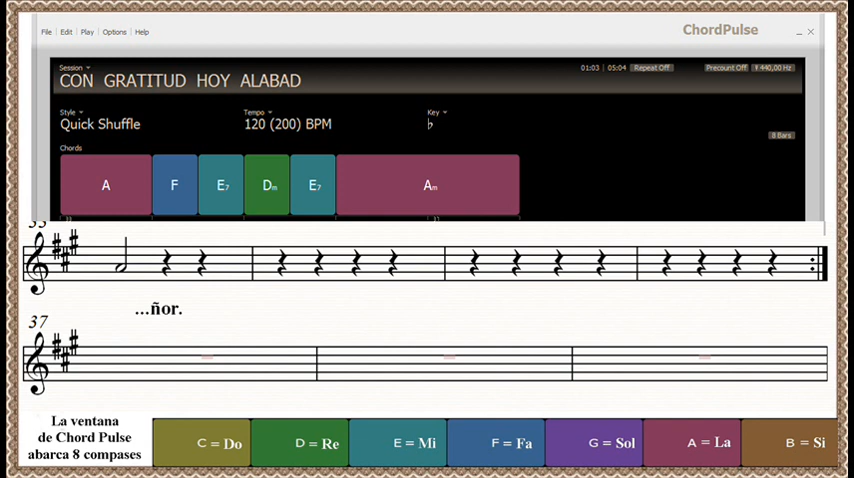 ChordPulse
File Edit Play Options Help
Session
01:03 05:04 Repeat Off Precount Off 440,00 Hz
CON GRATITUD HOY ALABAD
Style Tempo Key
Quick Shuffle 120 (200) BPM ♭
8 Bars
Chords
A F E7 Dm E7 Am
33
...ñor.
37
La ventana
de Chord Pulse
abarca 8 compases
C = Do D = Re E = Mi F = Fa G = Sol A = La B = Si